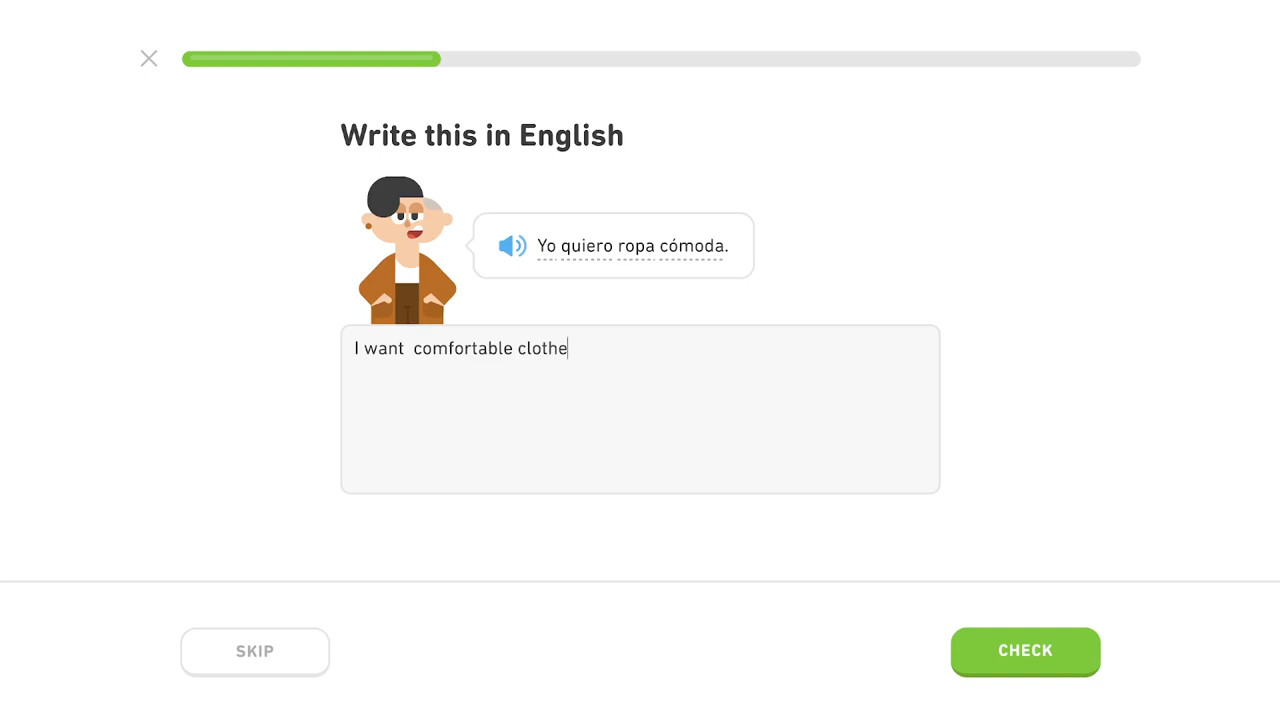 Write this in English
Yo quiero ropa cómoda.
I want  comfortable clothe
SKIP
CHECK